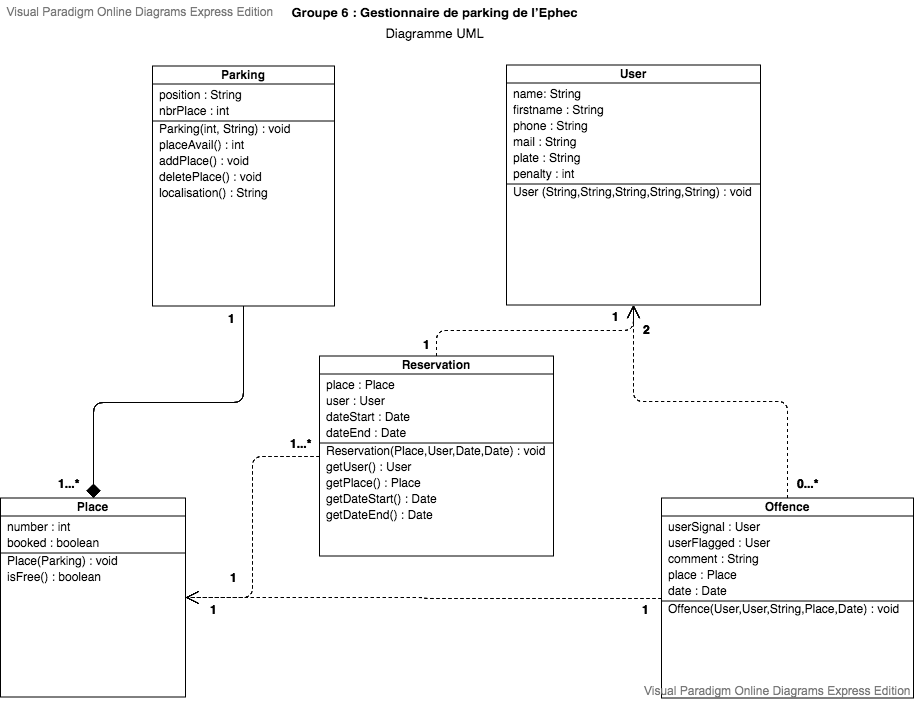 Visual Paradigm Online Diagrams Express Edition
Groupe 6 : Gestionnaire de parking de l'Ephec
Diagramme UML
Parking
position : String
nbrPlace : int
Parking(int, String) : void
placeAvail() : int
addPlace() : void
deletePlace() : void
localisation() : String
User
name: String
firstname : String
phone : String
mail : String
plate : String
penalty : int
User (String,String,String,String,String) : void
1
1
2
1
Reservation
place : Place
user : User
dateStart : Date
dateEnd : Date
Reservation(Place,User,Date,Date) : void
getUser() : User
getPlace() : Place
getDateStart() : Date
getDateEnd() : Date
1...*
1...*
0...*
Place
number : int
booked : boolean
Place(Parking) : void
isFree() : boolean
1
1
1
Offence
userSignal : User
userFlagged : User
comment : String
place : Place
date : Date
Offence(User,User,String,Place,Date) : void
Visual Paradigm Online Diagrams Express Edition